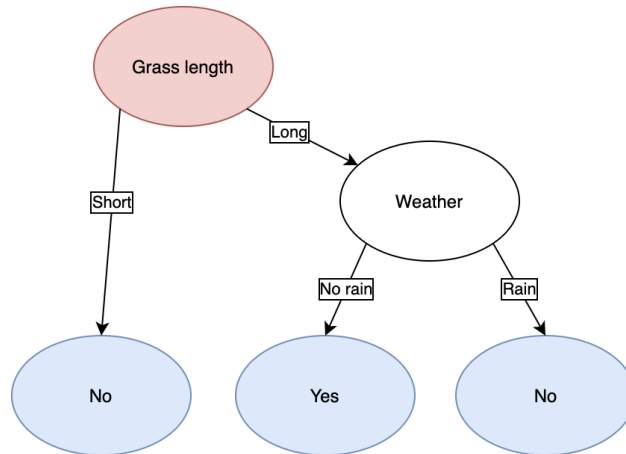 Grass length
Long
Short
Weather
No rain
Rain
No
Yes
No